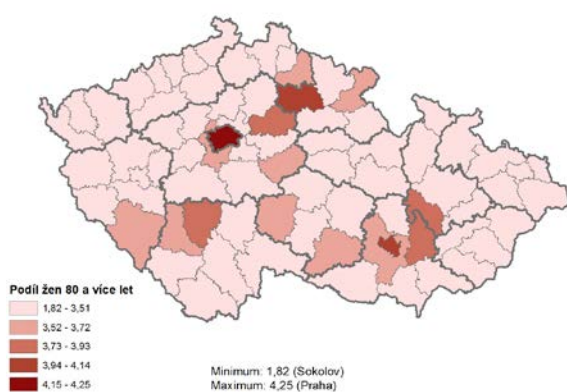 Podíl žen 80 a více let
1,82 - 3,51
3,52 - 3,72
3,73 - 3,93
3,94 - 4,14
4,15 - 4,25
Minimum: 1,82 (Sokolov)
Maximum: 4,25 (Praha)